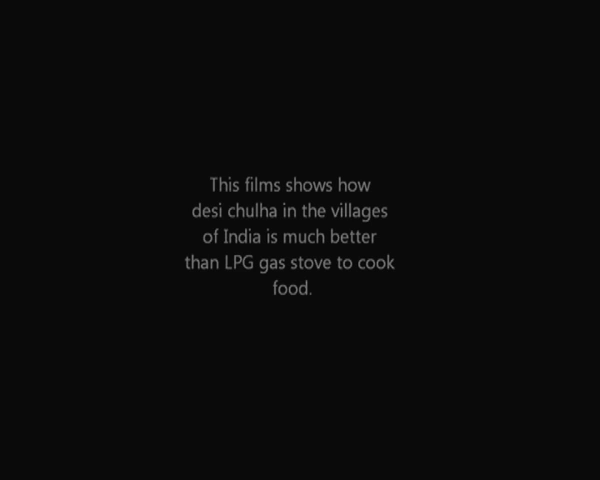 This films shows how
desi chulha in the villages
of India is much better
than LPG gas stove to cook
food.